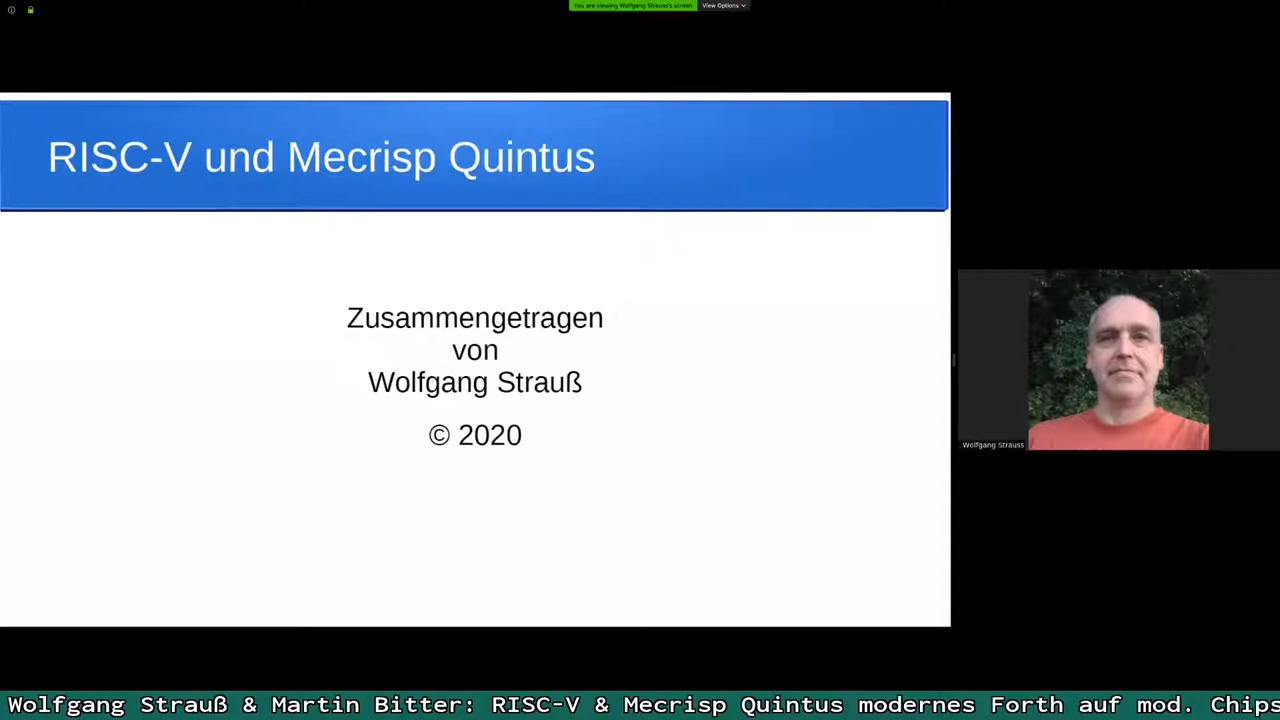 You are viewing Wolfgang Strauss's screen
View Options
RISC-V und Mecrisp Quintus
Zusammengetragen
von
Wolfgang Strauß
© 2020
Wolfgang Strauss
Wolfgang Strauß & Martin Bitter: RISC-V & Mecrisp Quintus modernes Forth auf mod. Chips